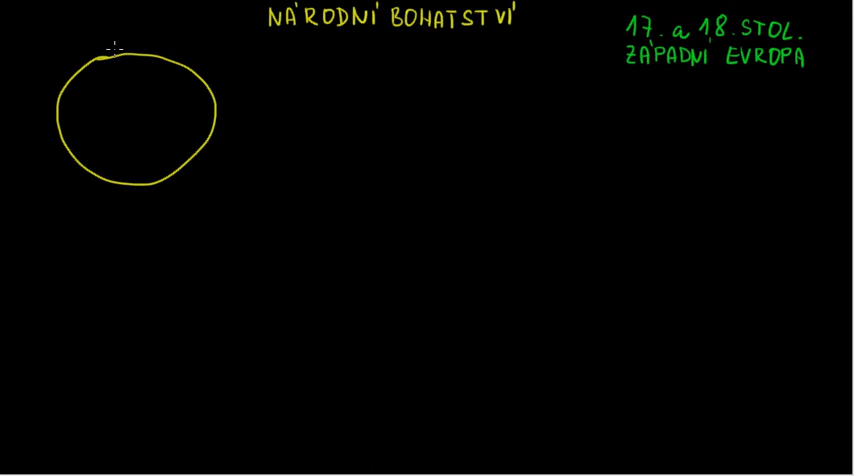 NÁRODNÍ BOHATSTVÍ
17. a 18. STOL.
ZÁPADNÍ EVROPA